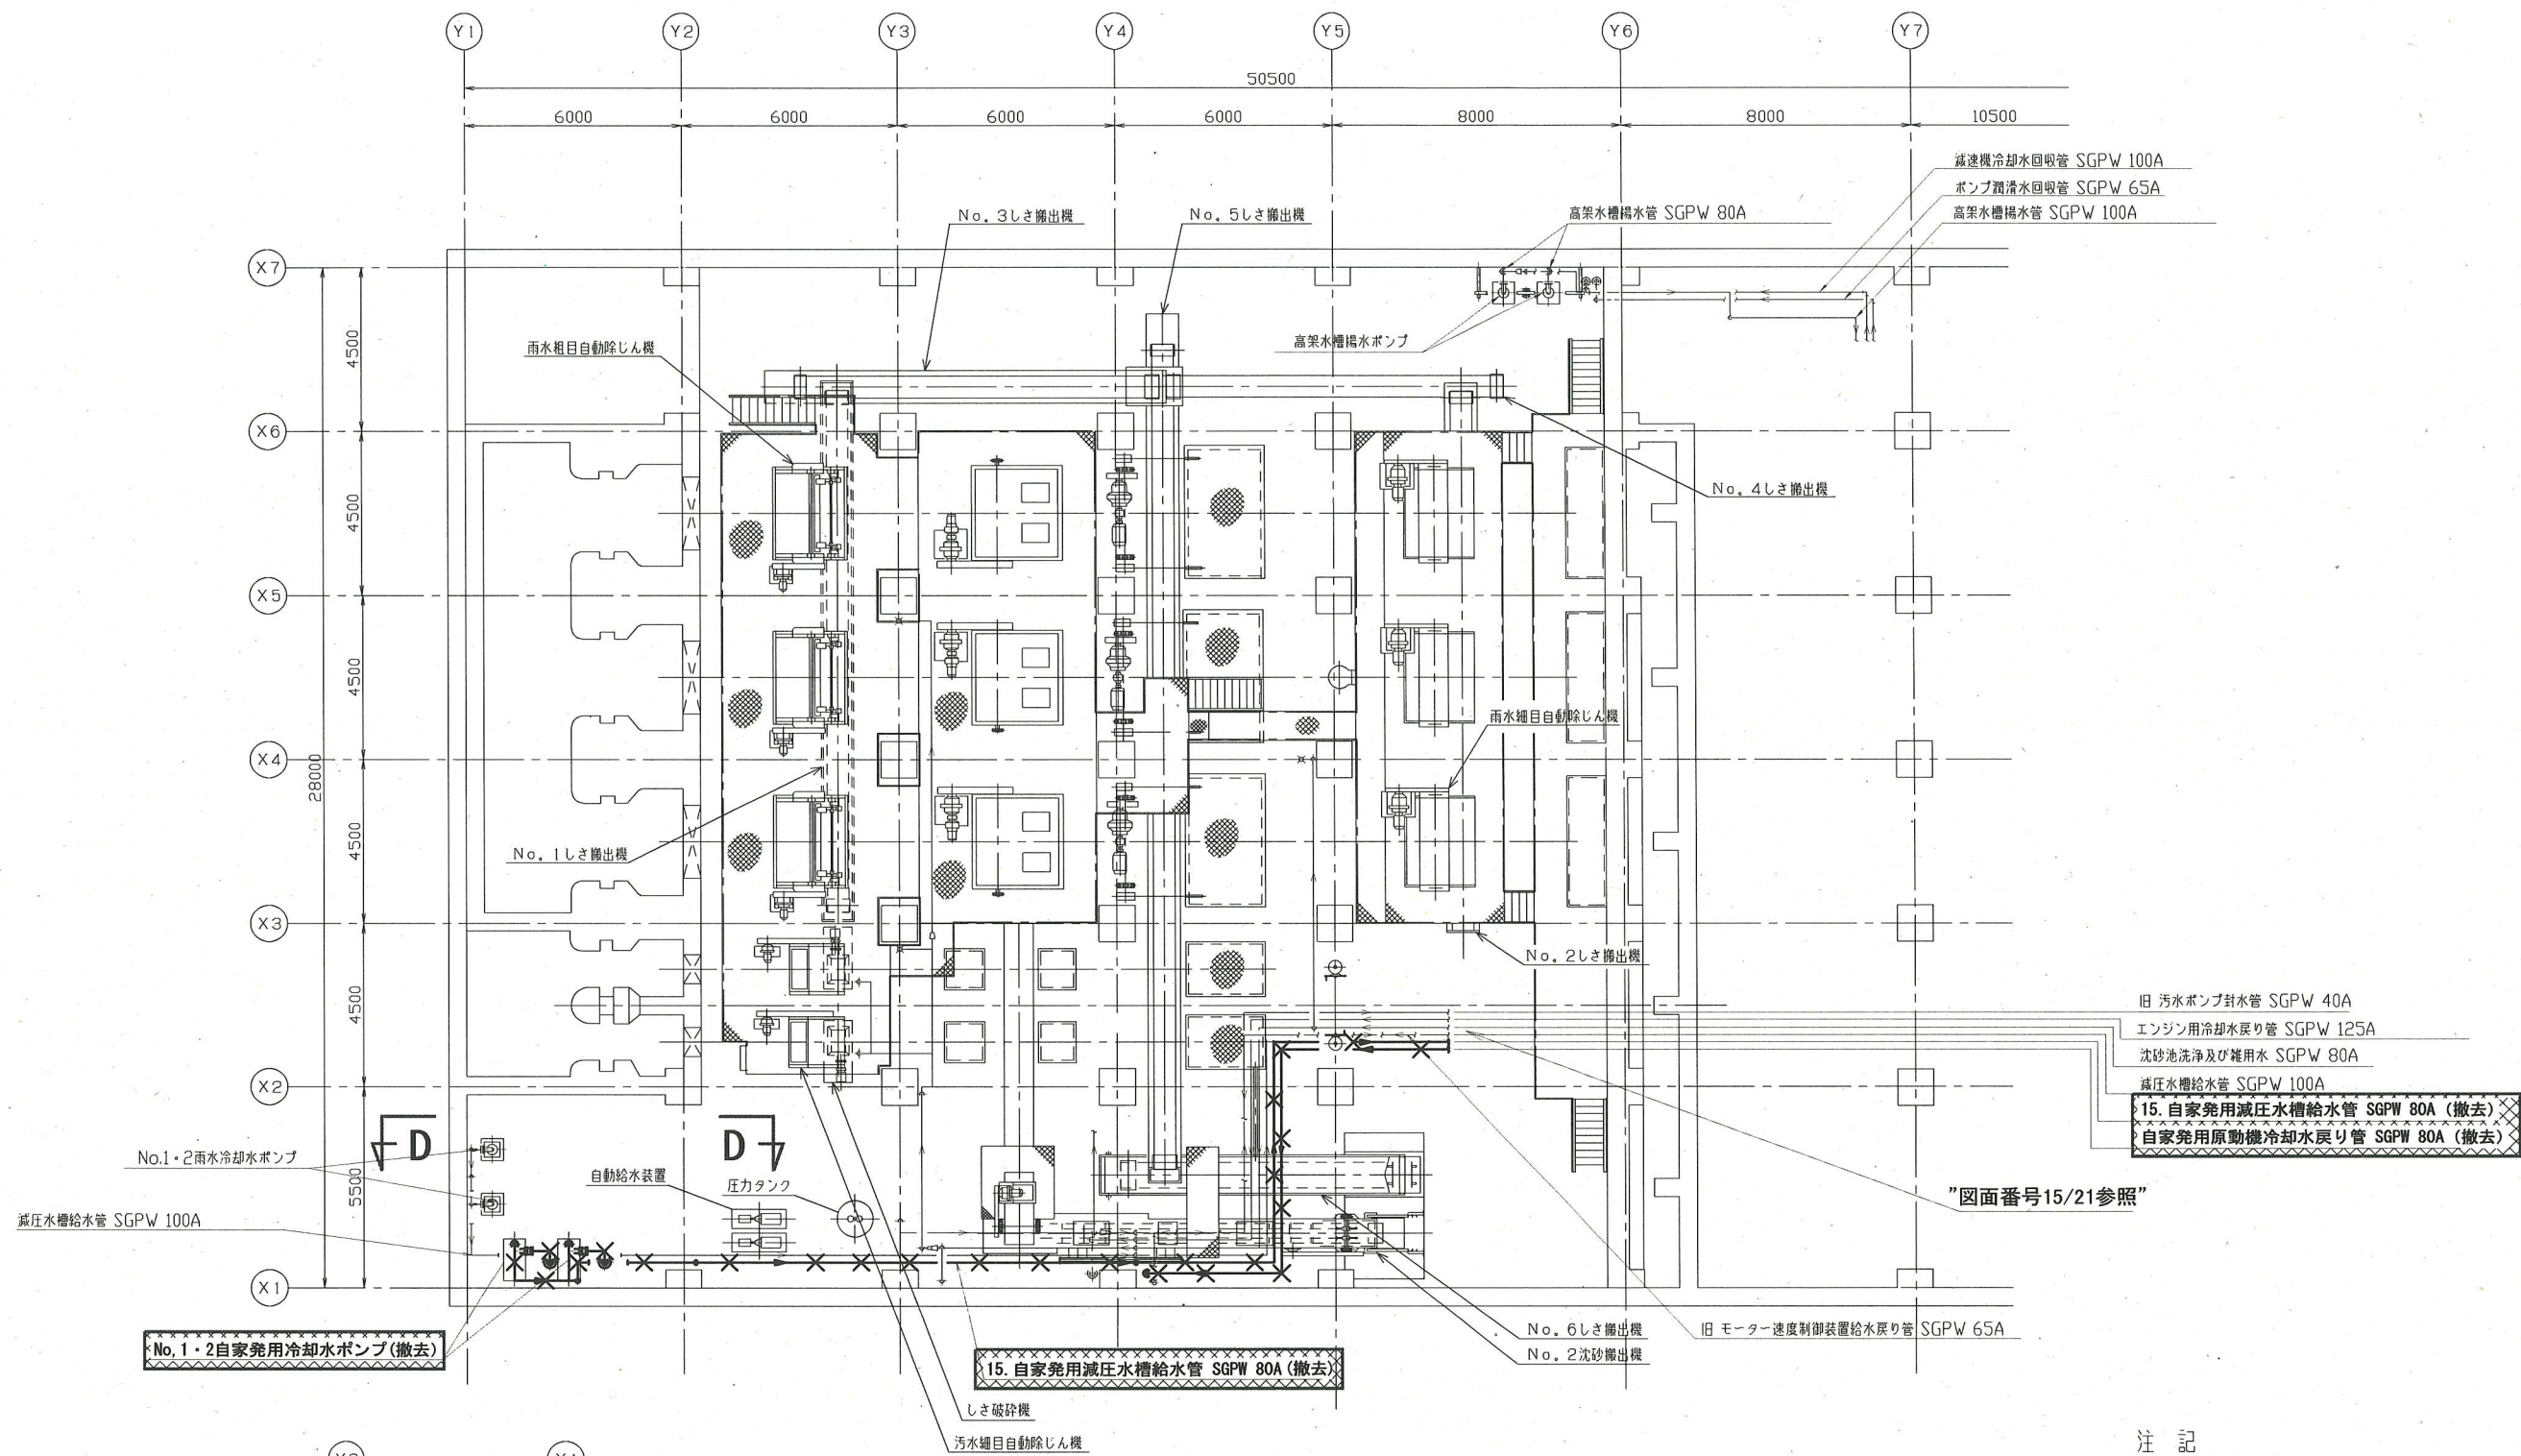 Y1 Y2 Y3 Y4 Y5 Y6 Y7
50500
6000 6000 6000 6000 8000 8000 10500
減速機冷却水回収管 SGPW 100A
ポンプ潤滑水回収管 SGPW 65A
高架水槽揚水管 SGPW 100A
No. 3しさ搬出機
No. 5しさ搬出機
高架水槽揚水管 SGPW 80A
X7
4500
雨水粗目自動除じん機
高架水槽揚水ポンプ
X6
No. 4しさ搬出機
4500
X5
4500
雨水細目自動除じん機
X4
28000
4500
No. 1しさ搬出機
X3
No. 2しさ搬出機
4500
旧 汚水ポンプ封水管 SGPW 40A
エンジン用冷却水戻り管 SGPW 125A
沈砂池洗浄及び雑用水 SGPW 80A
減圧水槽給水管 SGPW 100A
X2
15. 自家発用減圧水槽給水管 SGPW 80A (撤去)
自家発用原動機冷却水戻り管 SGPW 80A (撤去)
D D
No.1・2雨水冷却水ポンプ
5500
自動給水装置
圧力タンク
"図面番号15/21参照"
減圧水槽給水管 SGPW 100A
X1
No,1・2自家発用冷却水ポンプ(撤去)
No. 6しさ搬出機
旧 モーター速度制御装置給水戻り管 SGPW 65A
No. 2沈砂搬出機
15. 自家発用減圧水槽給水管 SGPW 80A (撤去)
しさ破砕機
汚水細目自動除じん機
注 記